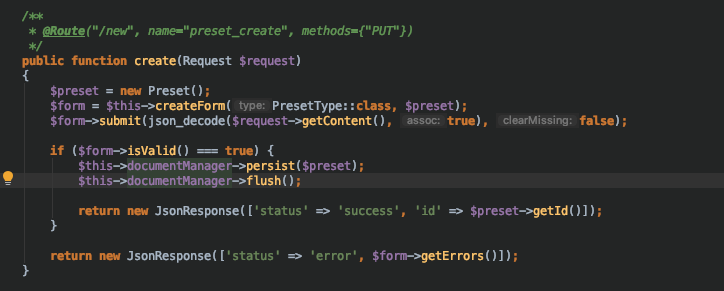 /**
 * @Route("/new", name="preset_create", methods={"PUT"})
 */
public function create(Request $request)
{
    $preset = new Preset();
    $form = $this->createForm( type: PresetType::class, $preset);
    $form->submit(json_decode($request->getContent(), assoc: true), clearMissing: false);
    if ($form->isValid() === true) {
        $this->documentManager->persist($preset);
        $this->documentManager->flush();
        return new JsonResponse(['status' => 'success', 'id' => $preset->getId()]);
    }
    return new JsonResponse(['status' => 'error', $form->getErrors()]);
}